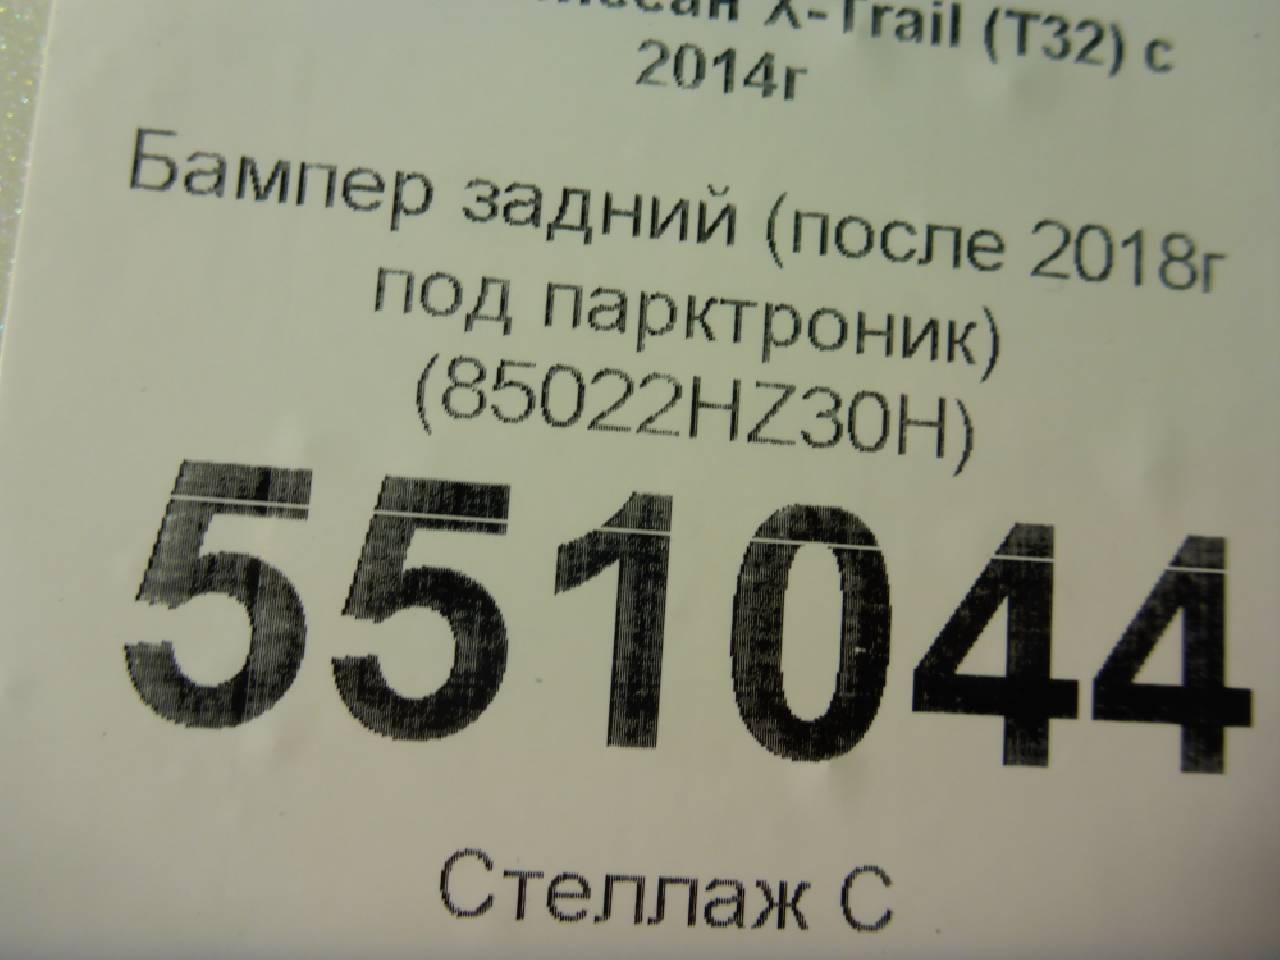 X-Trail (T32) с
2014г
Бампер задний (после 2018г
под парктроник)
(85022HZ30H)
551044
Стеллаж С